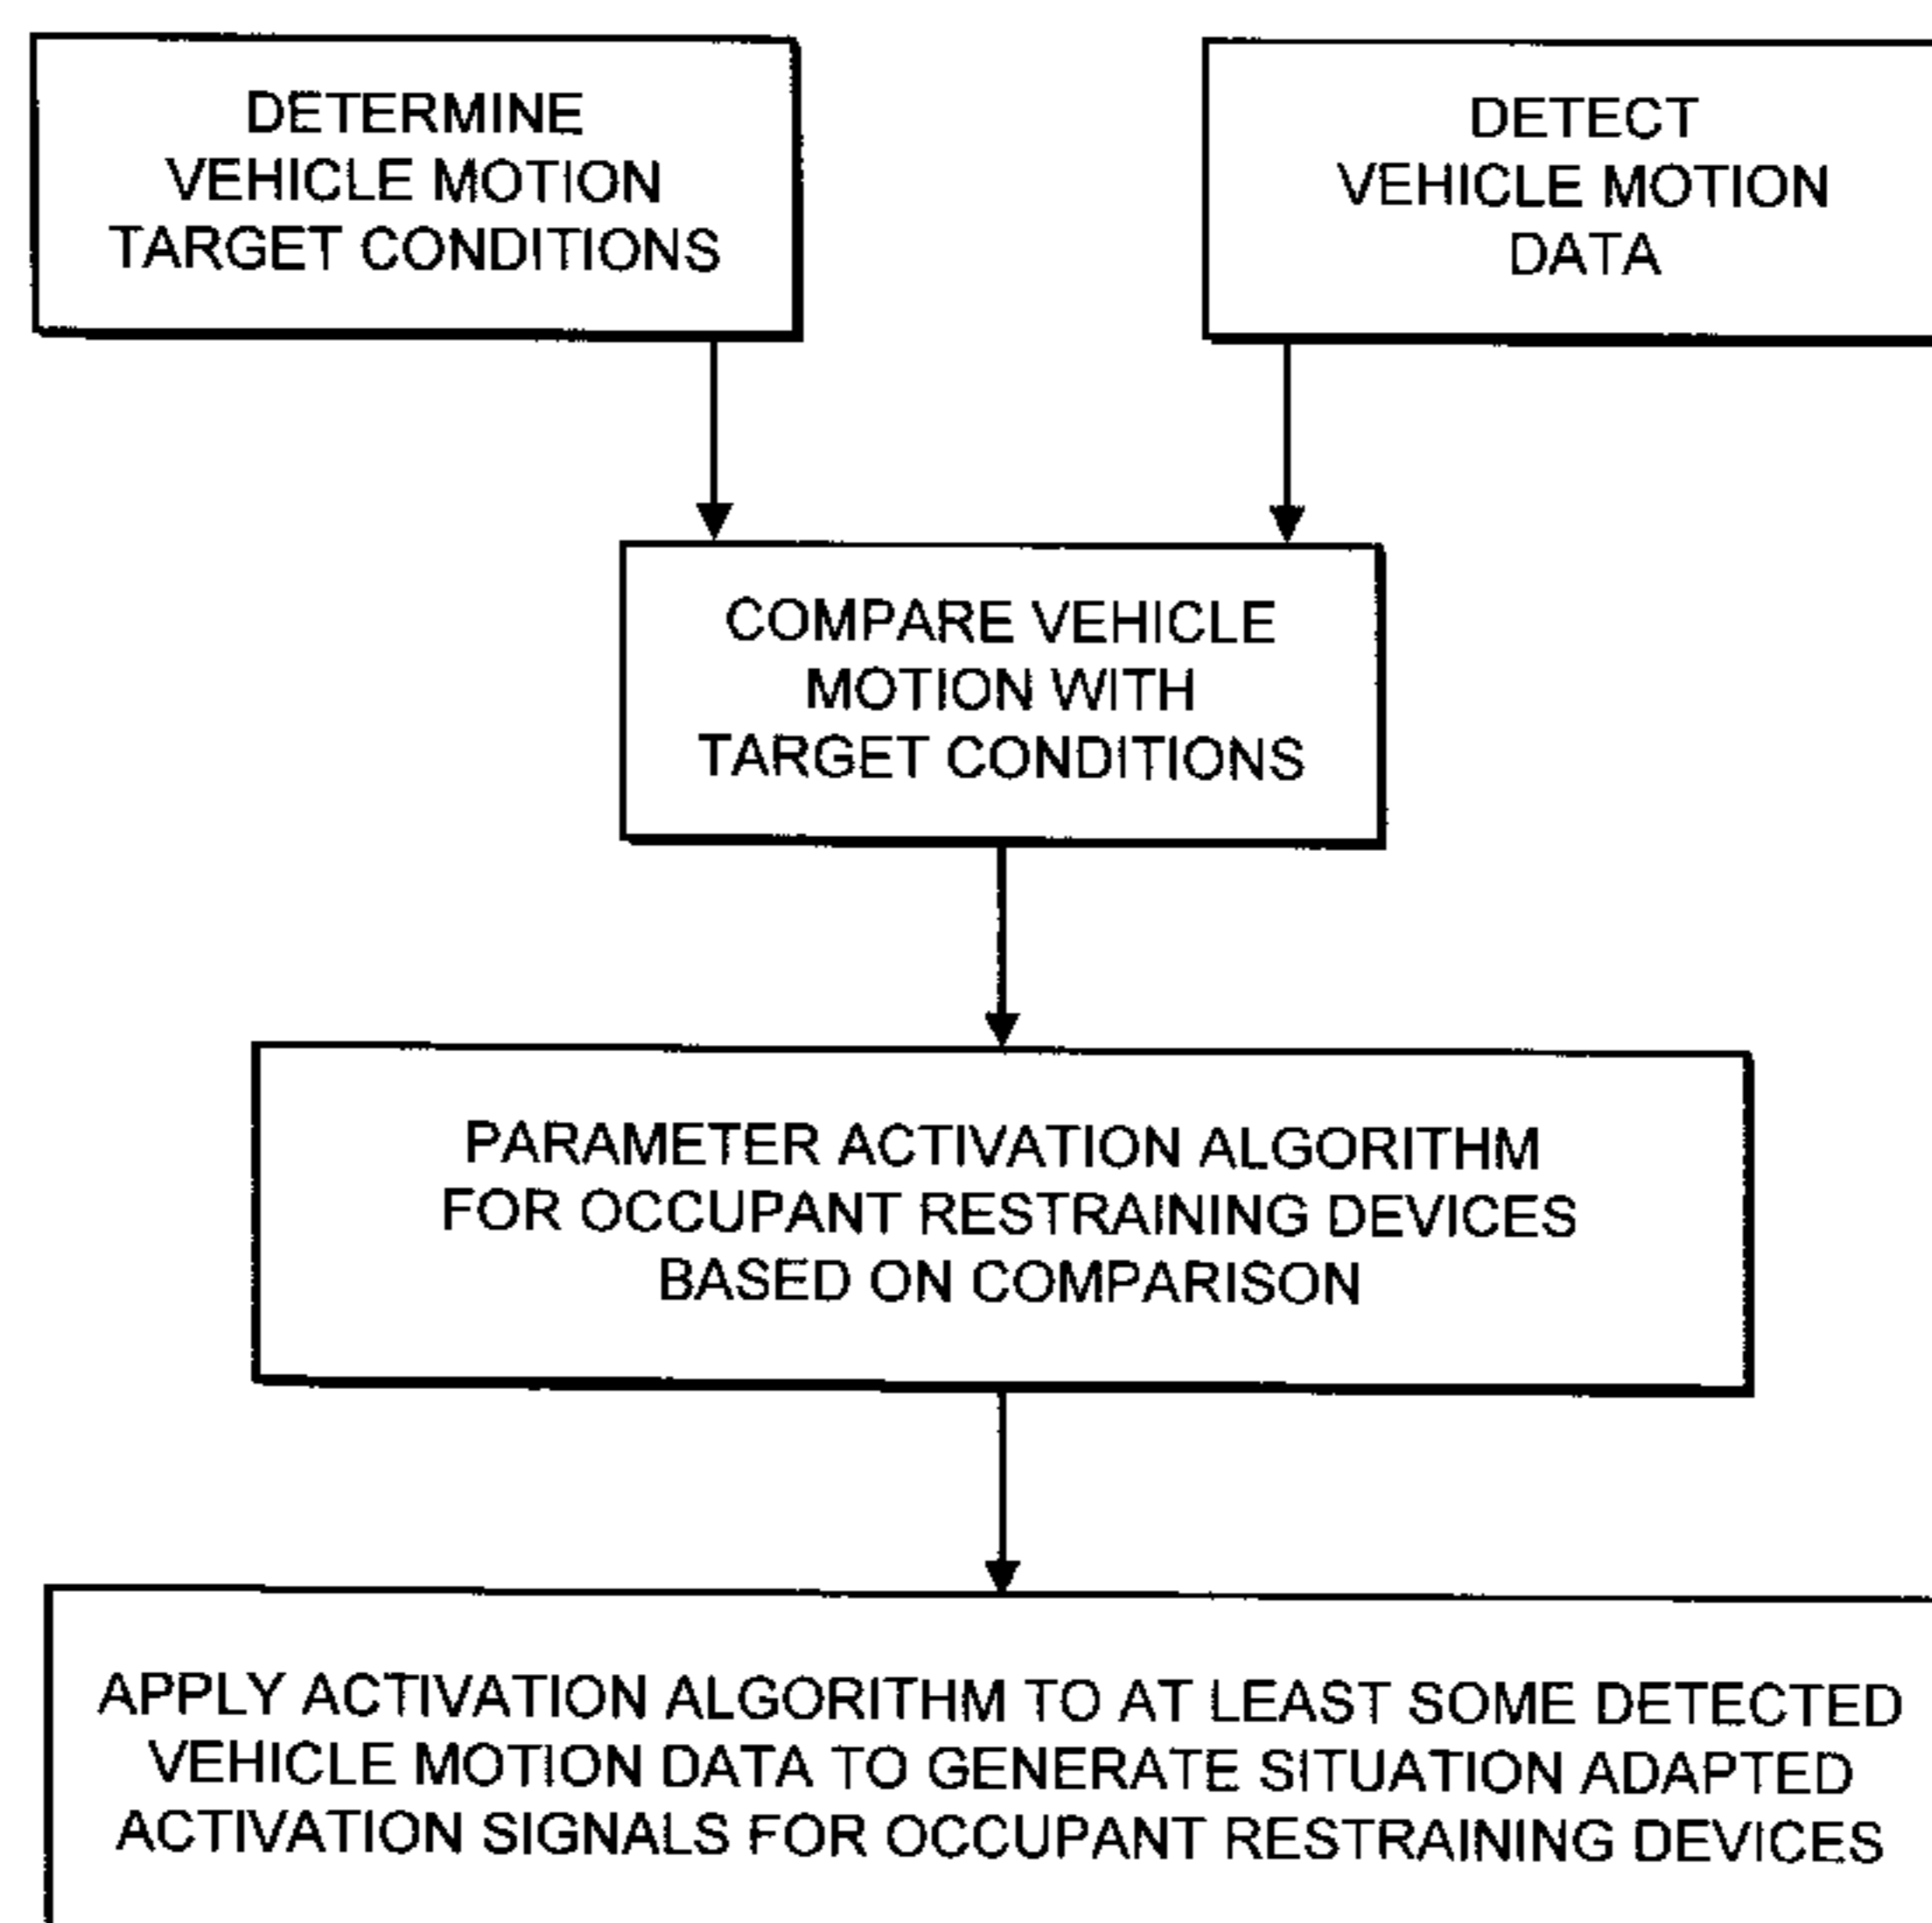 DETERMINE
VEHICLE MOTION
TARGET CONDITIONS
DETECT
VEHICLE MOTION
DATA
COMPARE VEHICLE
MOTION WITH
TARGET CONDITIONS
PARAMETER ACTIVATION ALGORITHM
FOR OCCUPANT RESTRAINING DEVICES
BASED ON COMPARISON
APPLY ACTIVATION ALGORITHM TO AT LEAST SOME DETECTED
VEHICLE MOTION DATA TO GENERATE SITUATION ADAPTED
ACTIVATION SIGNALS FOR OCCUPANT RESTRAINING DEVICES